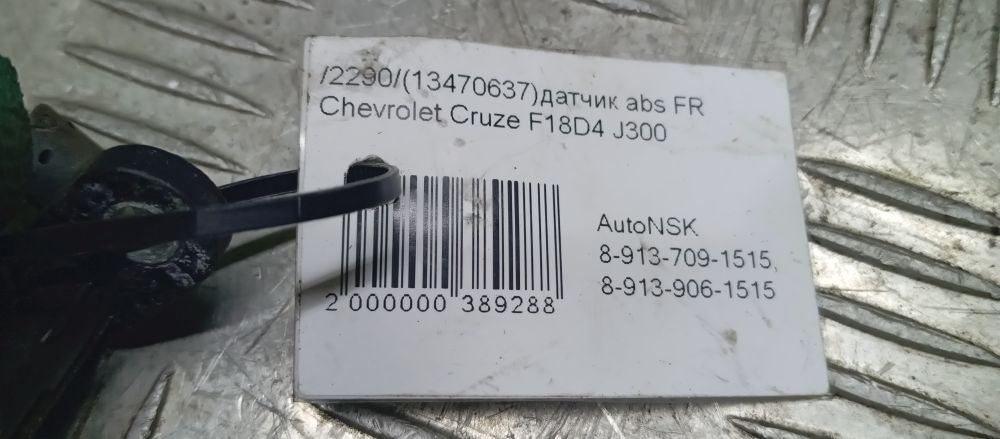 /2290/(13470637)датчик abs FR
Chevrolet Cruze F18D4 J300
2 000000 389288
AutoNSK
8-913-709-1515,
8-913-906-1515